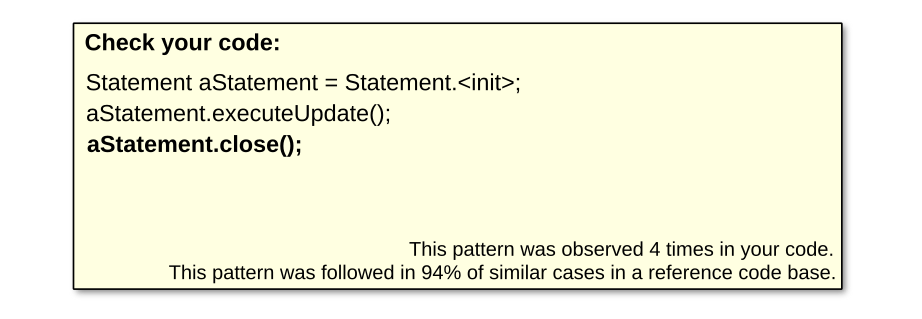 Check your code:
Statement aStatement = Statement.<init>;
aStatement.executeUpdate();
aStatement.close();
This pattern was observed 4 times in your code.
This pattern was followed in 94% of similar cases in a reference code base.